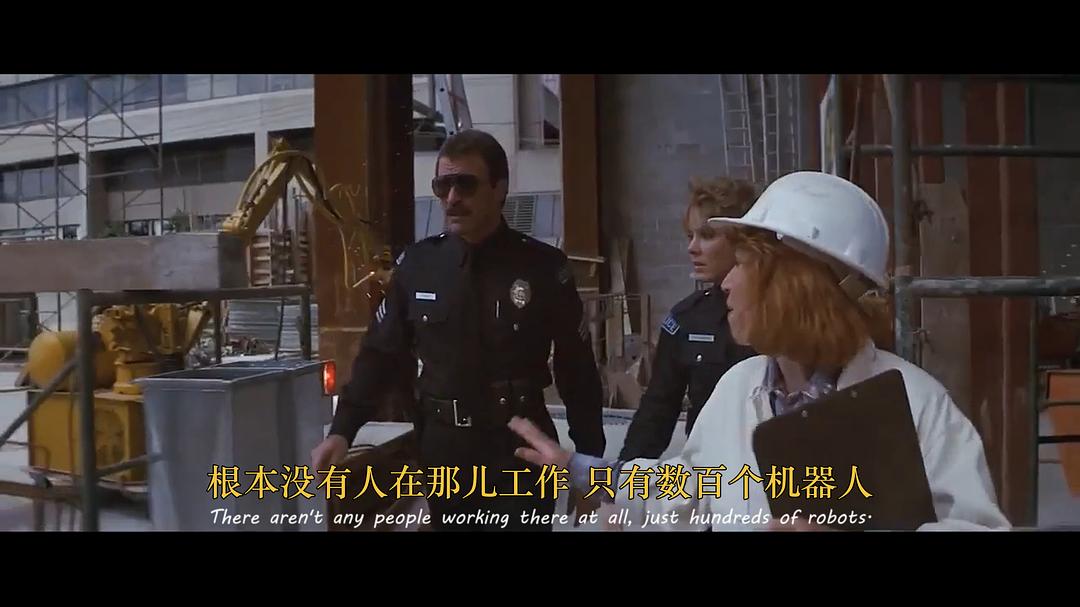 根本没有人在那儿工作 只有数百个机器人
There aren't any people working there at all, just hundreds of robots.